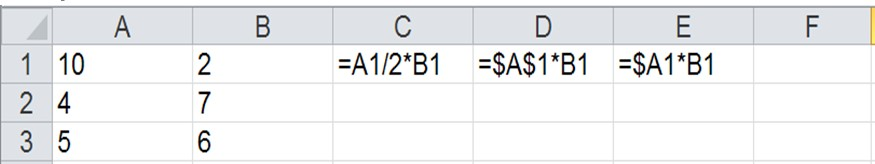 A B C D E F
1 10 2 =A1/2*B1 =$A$1*B1 =$A1*B1
2 4 7
3 5 6